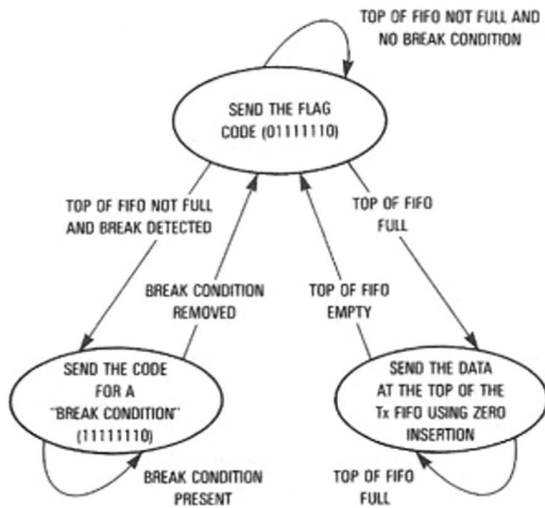 TOP OF FIFO NOT FULL AND
NO BREAK CONDITION
SEND THE FLAG
CODE (01111110)
TOP OF FIFO NOT FULL
AND BREAK DETECTED
TOP OF FIFO
FULL
BREAK CONDITION
REMOVED
TOP OF FIFO
EMPTY
SEND THE CODE
FOR A
"BREAK CONDITION"
(11111110)
SEND THE DATA
AT THE TOP OF THE
Tx FIFO USING ZERO
INSERTION
BREAK CONDITION
PRESENT
TOP OF FIFO
FULL